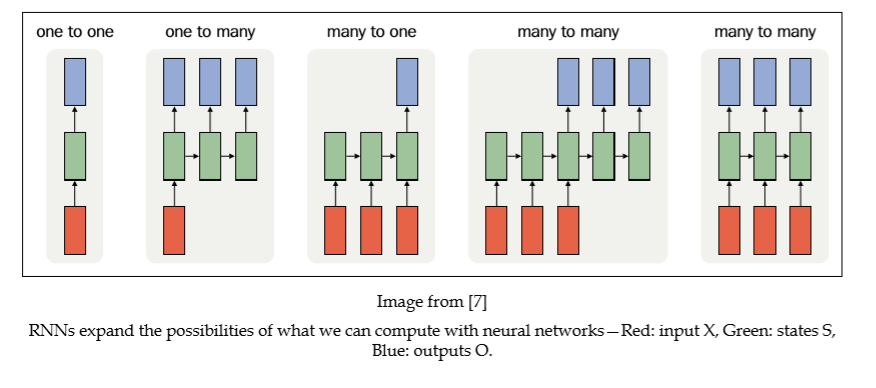 one to one
one to many
many to one
many to many
many to many
Image from [7]
RNNs expand the possibilities of what we can compute with neural networks—Red: input X, Green: states S,
Blue: outputs O.